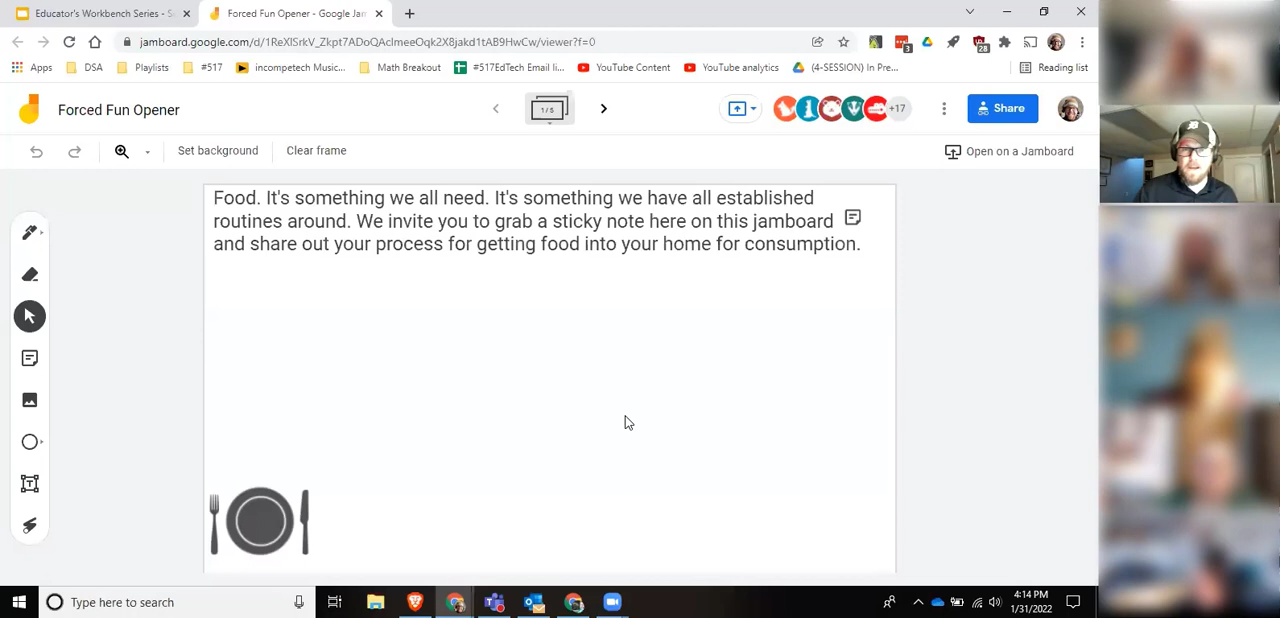 Educator's Workbench Series - S
Forced Fun Opener - Google Jam
jamboard.google.com/d/
Apps
DSA
Playlists
#517
incompetech Music...
Math Breakout
#517EdTech Email li...
YouTube Content
YouTube analytics
(4-SESSION) In Pre...
Reading list
3
28
Forced Fun Opener
1/5
+17
Share
Set background
Clear frame
Open on a Jamboard
Food. It's something we all need. It's something we have all established
routines around. We invite you to grab a sticky note here on this jamboard
and share out your process for getting food into your home for consumption.
Type here to search
4:14 PM
1/31/2022